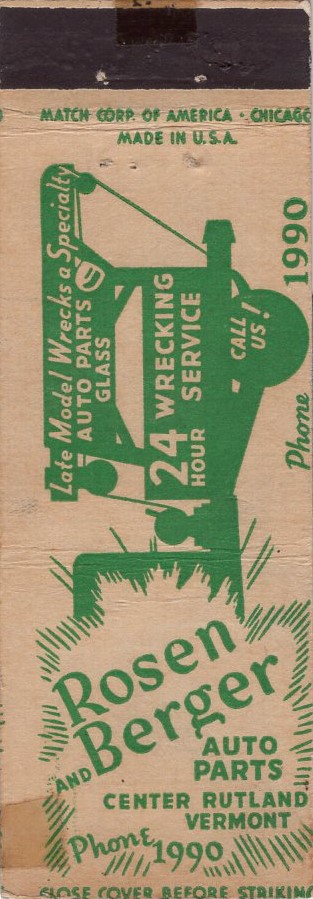 MATCH CORP. OF AMERICA · CHICAGO
MADE IN U.S.A.
Late Model Wrecks a Specialty
AUTO PARTS
GLASS
24 HOUR
WRECKING
SERVICE
CALL
US!
Phone 1990
Rosen
AND Berger
AUTO
PARTS
CENTER RUTLAND
VERMONT
Phone 1990
CLOSE COVER BEFORE STRIKIN